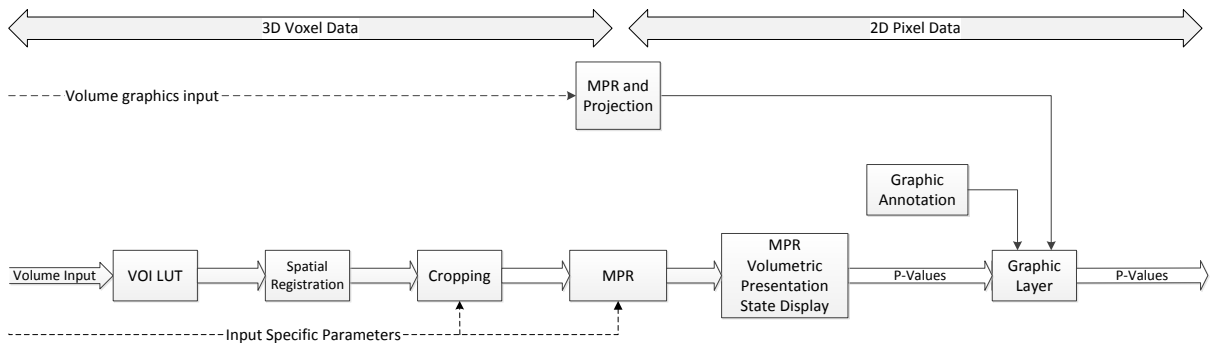 3D Voxel Data
2D Pixel Data
Volume graphics input
MPR and
Projection
Graphic
Annotation
Volume Input
VOI LUT
Spatial
Registration
Cropping
MPR
MPR
Volumetric
Presentation
State Display
P-Values
Graphic
Layer
P-Values
Input Specific Parameters